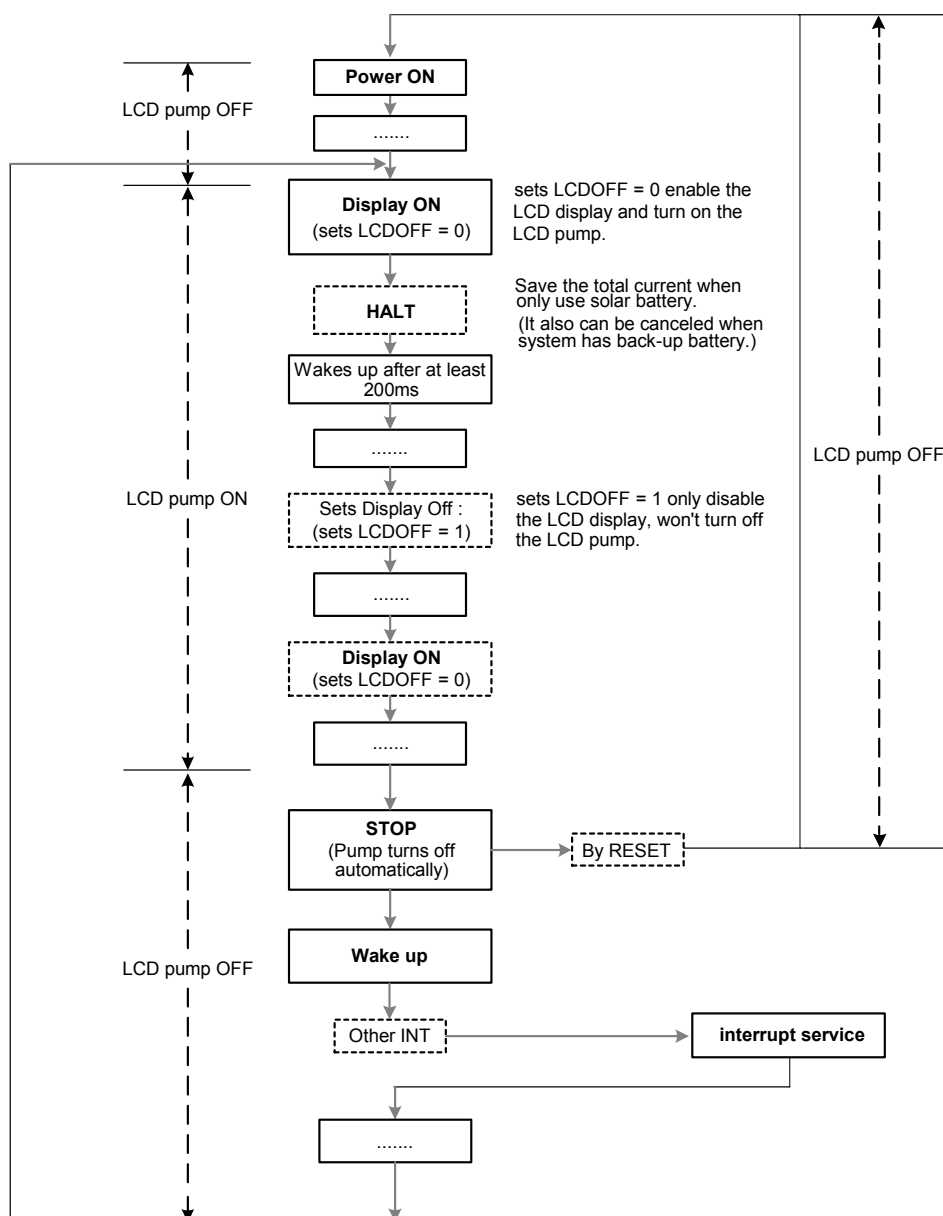 Power ON
LCD pump OFF
.......
Display ON
(sets LCDOFF = 0)
sets LCDOFF = 0 enable the
LCD display and turn on the
LCD pump.
HALT
Save the total current when
only use solar battery.
(It also can be canceled when
system has back-up battery.)
Wakes up after at least
200ms
.......
LCD pump OFF
LCD pump ON
Sets Display Off :
(sets LCDOFF = 1)
sets LCDOFF = 1 only disable
the LCD display, won't turn off
the LCD pump.
.......
Display ON
(sets LCDOFF = 0)
.......
STOP
(Pump turns off
automatically)
By RESET
Wake up
LCD pump OFF
Other INT
interrupt service
.......